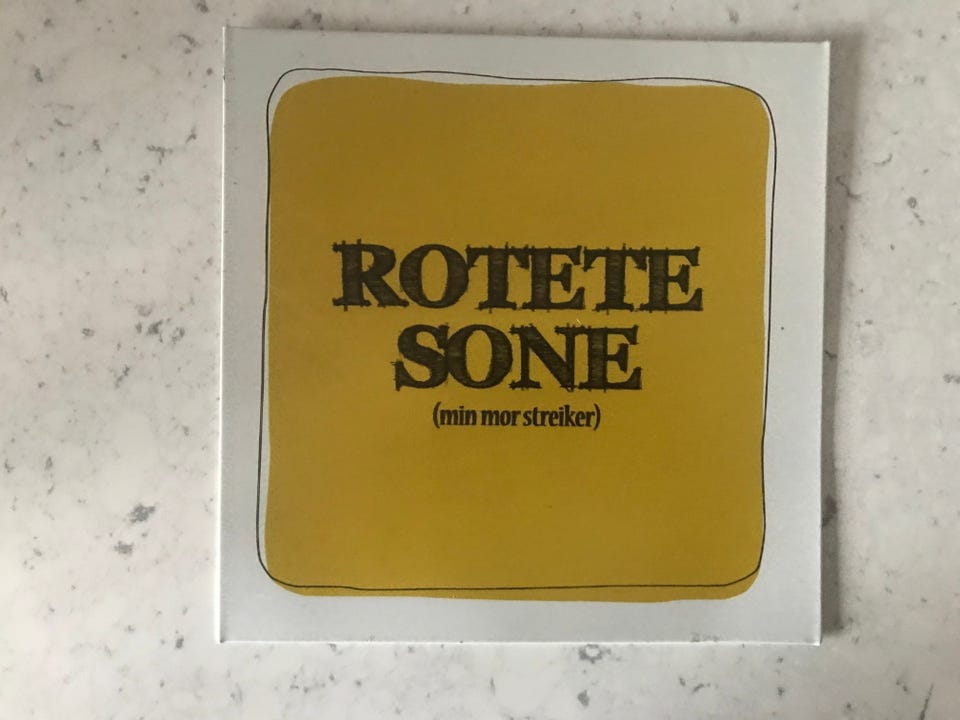 ROTETE
SONE
(min mor streiker)